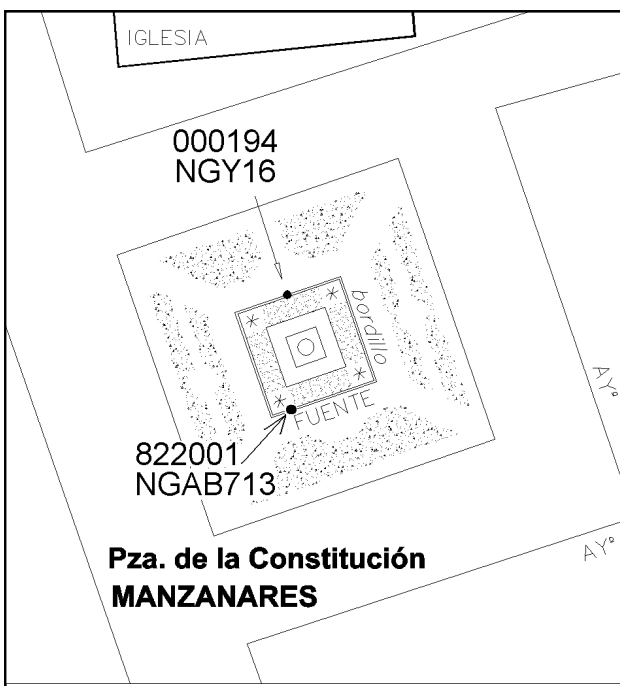 IGLESIA
000194
NGY16
bordillo
FUENTE
AYº
822001
NGAB713
AYº
Pza. de la Constitución
MANZANARES